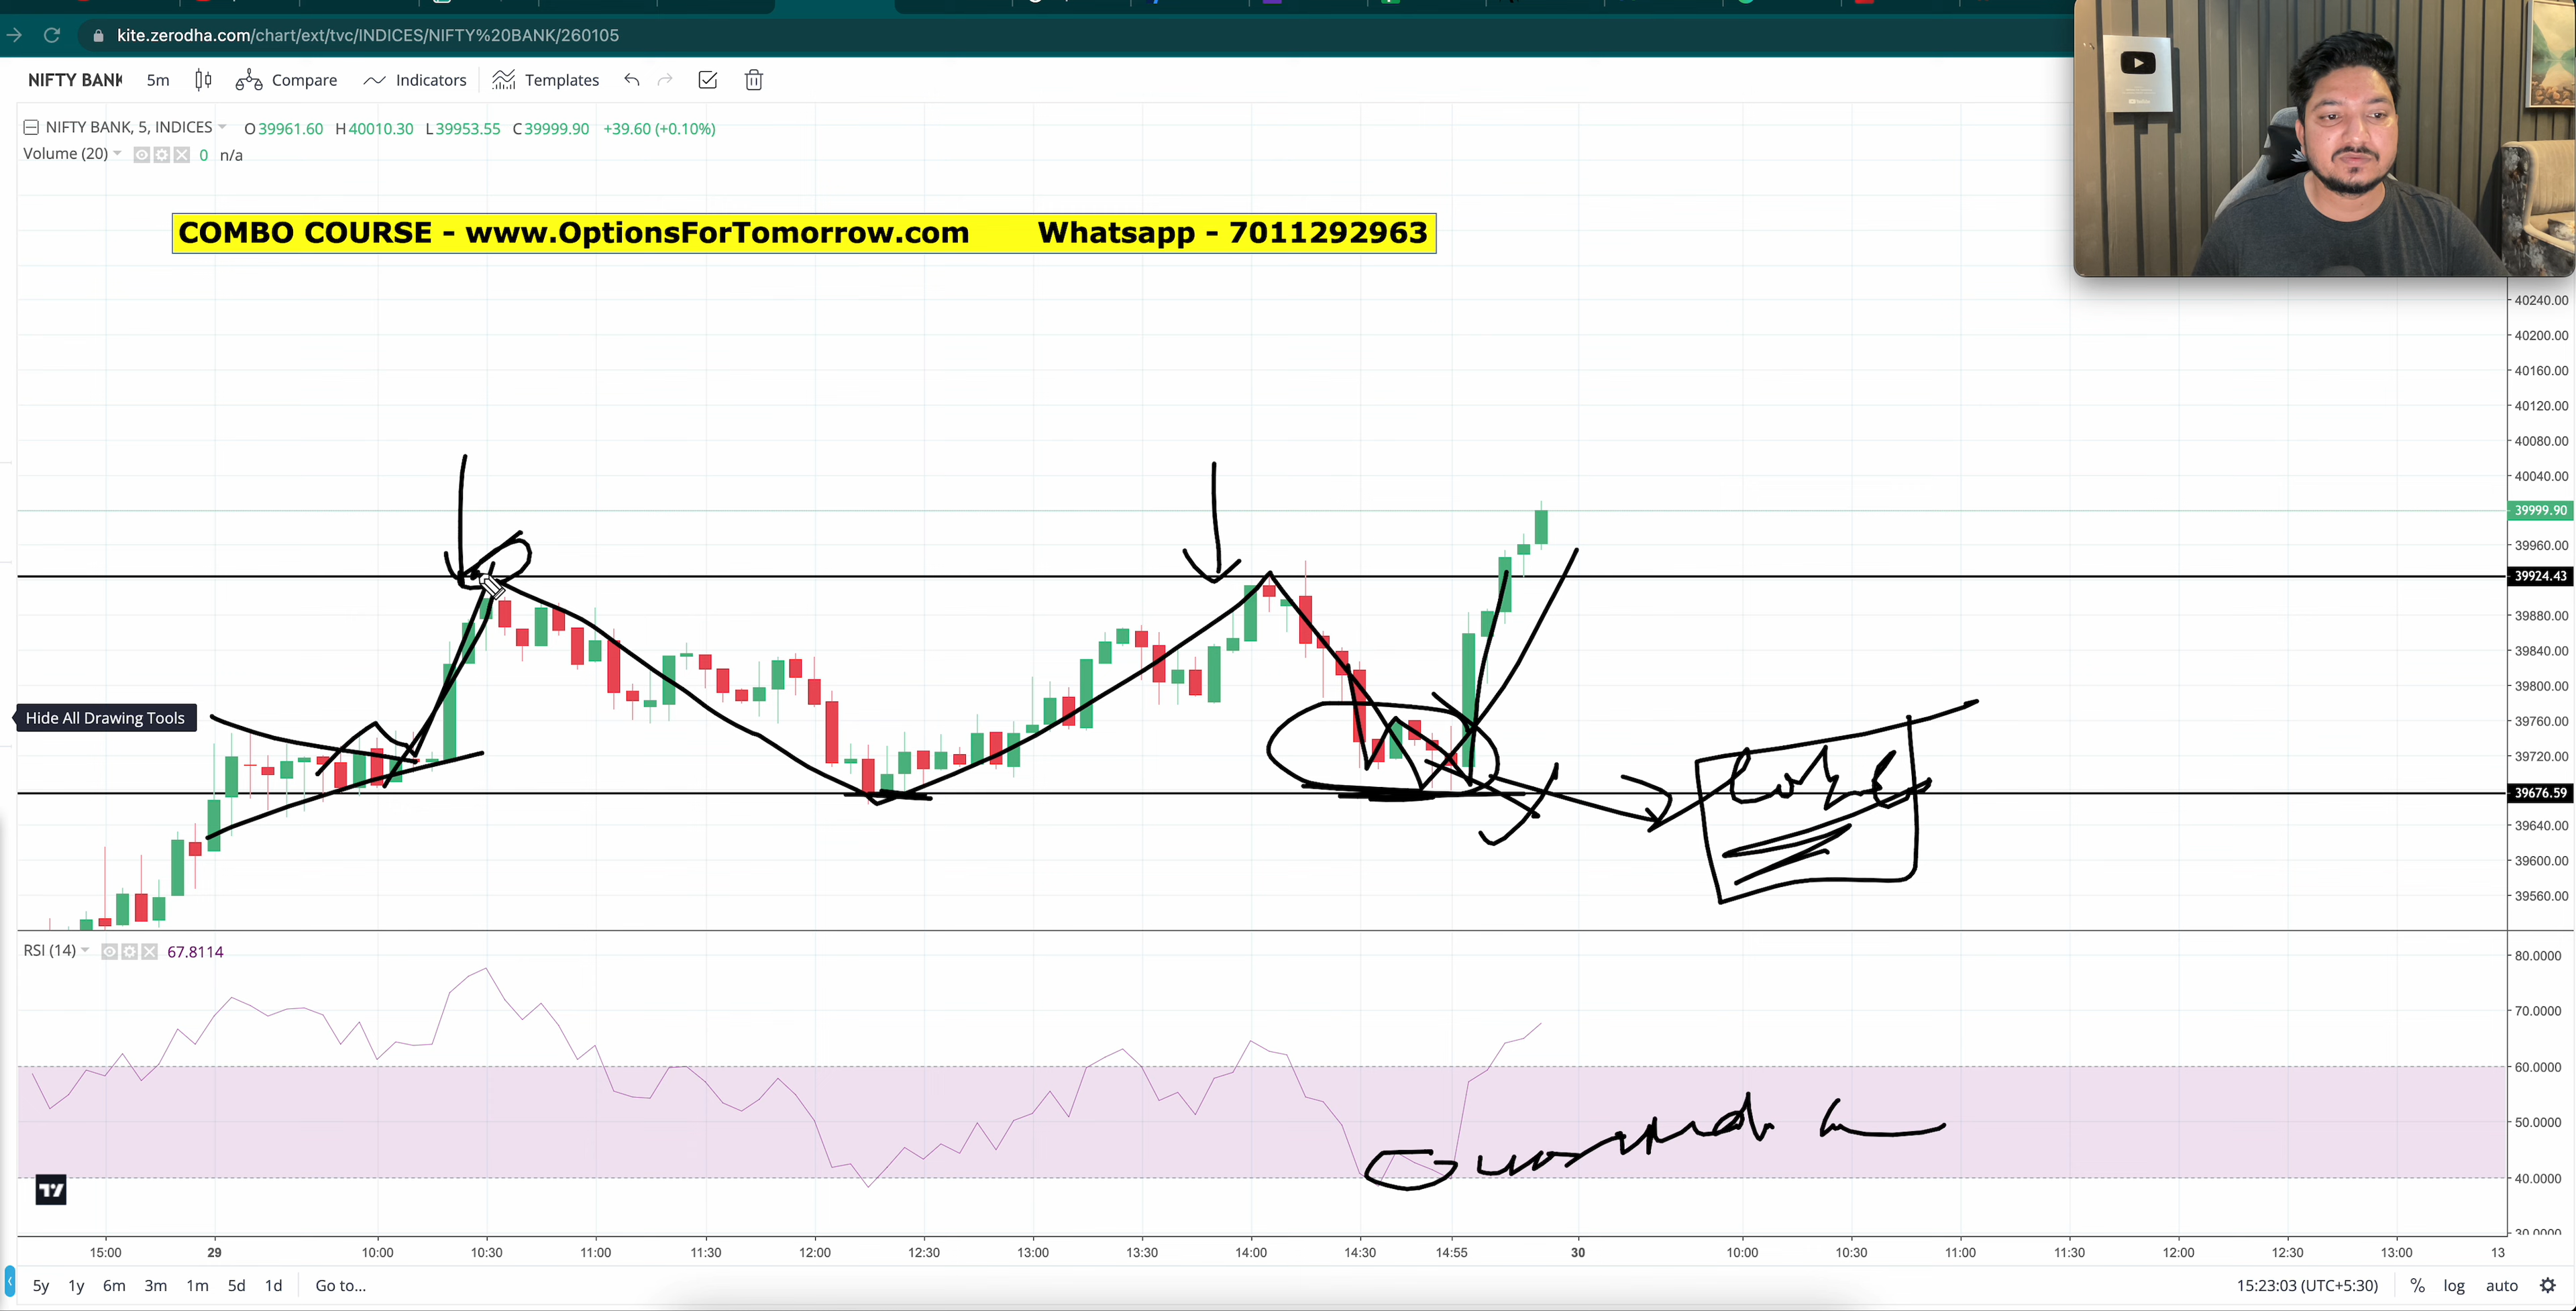 kite.zerodha.com/chart/ext/tvc/INDICES/NIFTY%20BANK/260105
NIFTY BANK 5m Compare Indicators Templates
NIFTY BANK, 5, INDICES O39961.60 H40010.30 L39953.55 C39999.90 +39.60 (+0.10%)
Volume (20) 0 n/a
COMBO COURSE - www.OptionsForTomorrow.com Whatsapp - 7011292963
40240.00
40200.00
40160.00
40120.00
40080.00
40040.00
39999.90
39960.00
39924.43
39880.00
39840.00
39800.00
Hide All Drawing Tools
39760.00
39720.00
39676.59
39640.00
39600.00
39560.00
RSI (14) 67.8114
80.0000
70.0000
60.0000
50.0000
40.0000
30.0000
15:00 29 10:00 10:30 11:00 11:30 12:00 12:30 13:00 13:30 14:00 14:30 14:55 30 10:00 10:30 11:00 11:30 12:00 12:30 13:00 13
5y 1y 6m 3m 1m 5d 1d Go to... 15:23:03 (UTC+5:30) % log auto